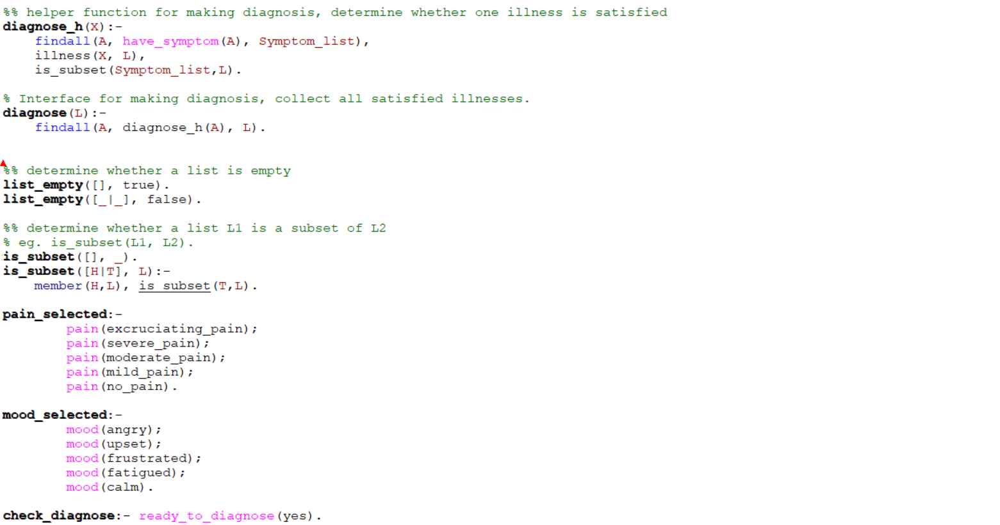 %% helper function for making diagnosis, determine whether one illness is satisfied
diagnose_h(X):-
    findall(A, have_symptom(A), Symptom_list),
    illness(X, L),
    is_subset(Symptom_list,L).
% Interface for making diagnosis, collect all satisfied illnesses.
diagnose(L):-
    findall(A, diagnose_h(A), L).
%% determine whether a list is empty
list_empty([], true).
list_empty([_|_], false).
%% determine whether a list L1 is a subset of L2
% eg. is_subset(L1, L2).
is_subset([], _).
is_subset([H|T], L):-
    member(H,L), is_subset(T,L).
pain_selected:-
        pain(excruciating_pain);
        pain(severe_pain);
        pain(moderate_pain);
        pain(mild_pain);
        pain(no_pain).
mood_selected:-
        mood(angry);
        mood(upset);
        mood(frustrated);
        mood(fatigued);
        mood(calm).
check_diagnose:- ready_to_diagnose(yes).